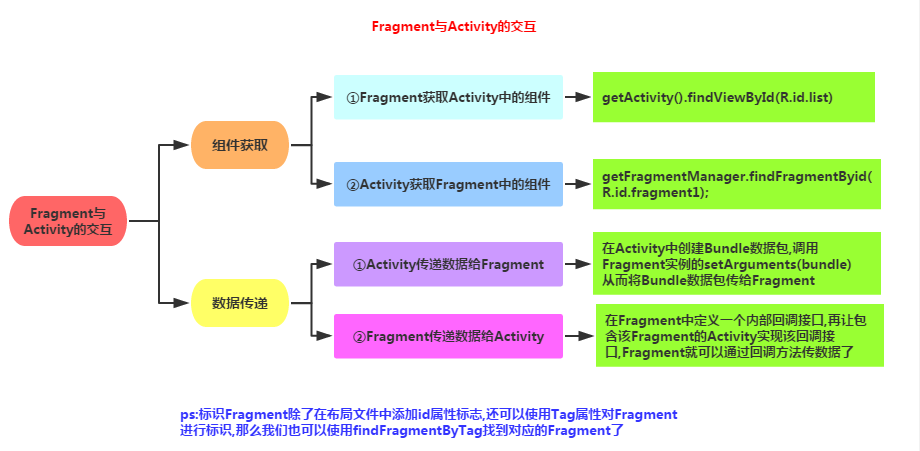 Fragment与Activity的交互
①Fragment获取Activity中的组件
getActivity().findViewById(R.id.list)
组件获取
②Activity获取Fragment中的组件
getFragmentManager.findFragmentByid(
R.id.fragment1);
Fragment与
Activity的交互
①Activity传递数据给Fragment
在Activity中创建Bundle数据包,调用
Fragment实例的setArguments(bundle)
从而将Bundle数据包传给Fragment
数据传递
②Fragment传递数据给Activity
在Fragment中定义一个内部回调接口,再让包
含该Fragment的Activity实现该回调接
口,Fragment就可以通过回调方法传数据了
ps:标识Fragment除了在布局文件中添加id属性标志,还可以使用Tag属性对Fragment
进行标识,那么我们也可以使用findFragmentByTag找到对应的Fragment了